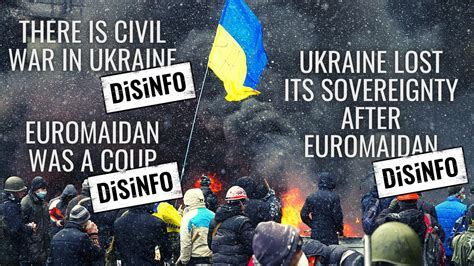 THERE IS CIVIL
WAR IN UKRAINE
DiSiNFO
EUROMAIDAN
WAS A COUP
DiSiNFO
UKRAINE LOST
ITS SOVEREIGNTY
AFTER
EUROMAIDAN
DiSiNFO